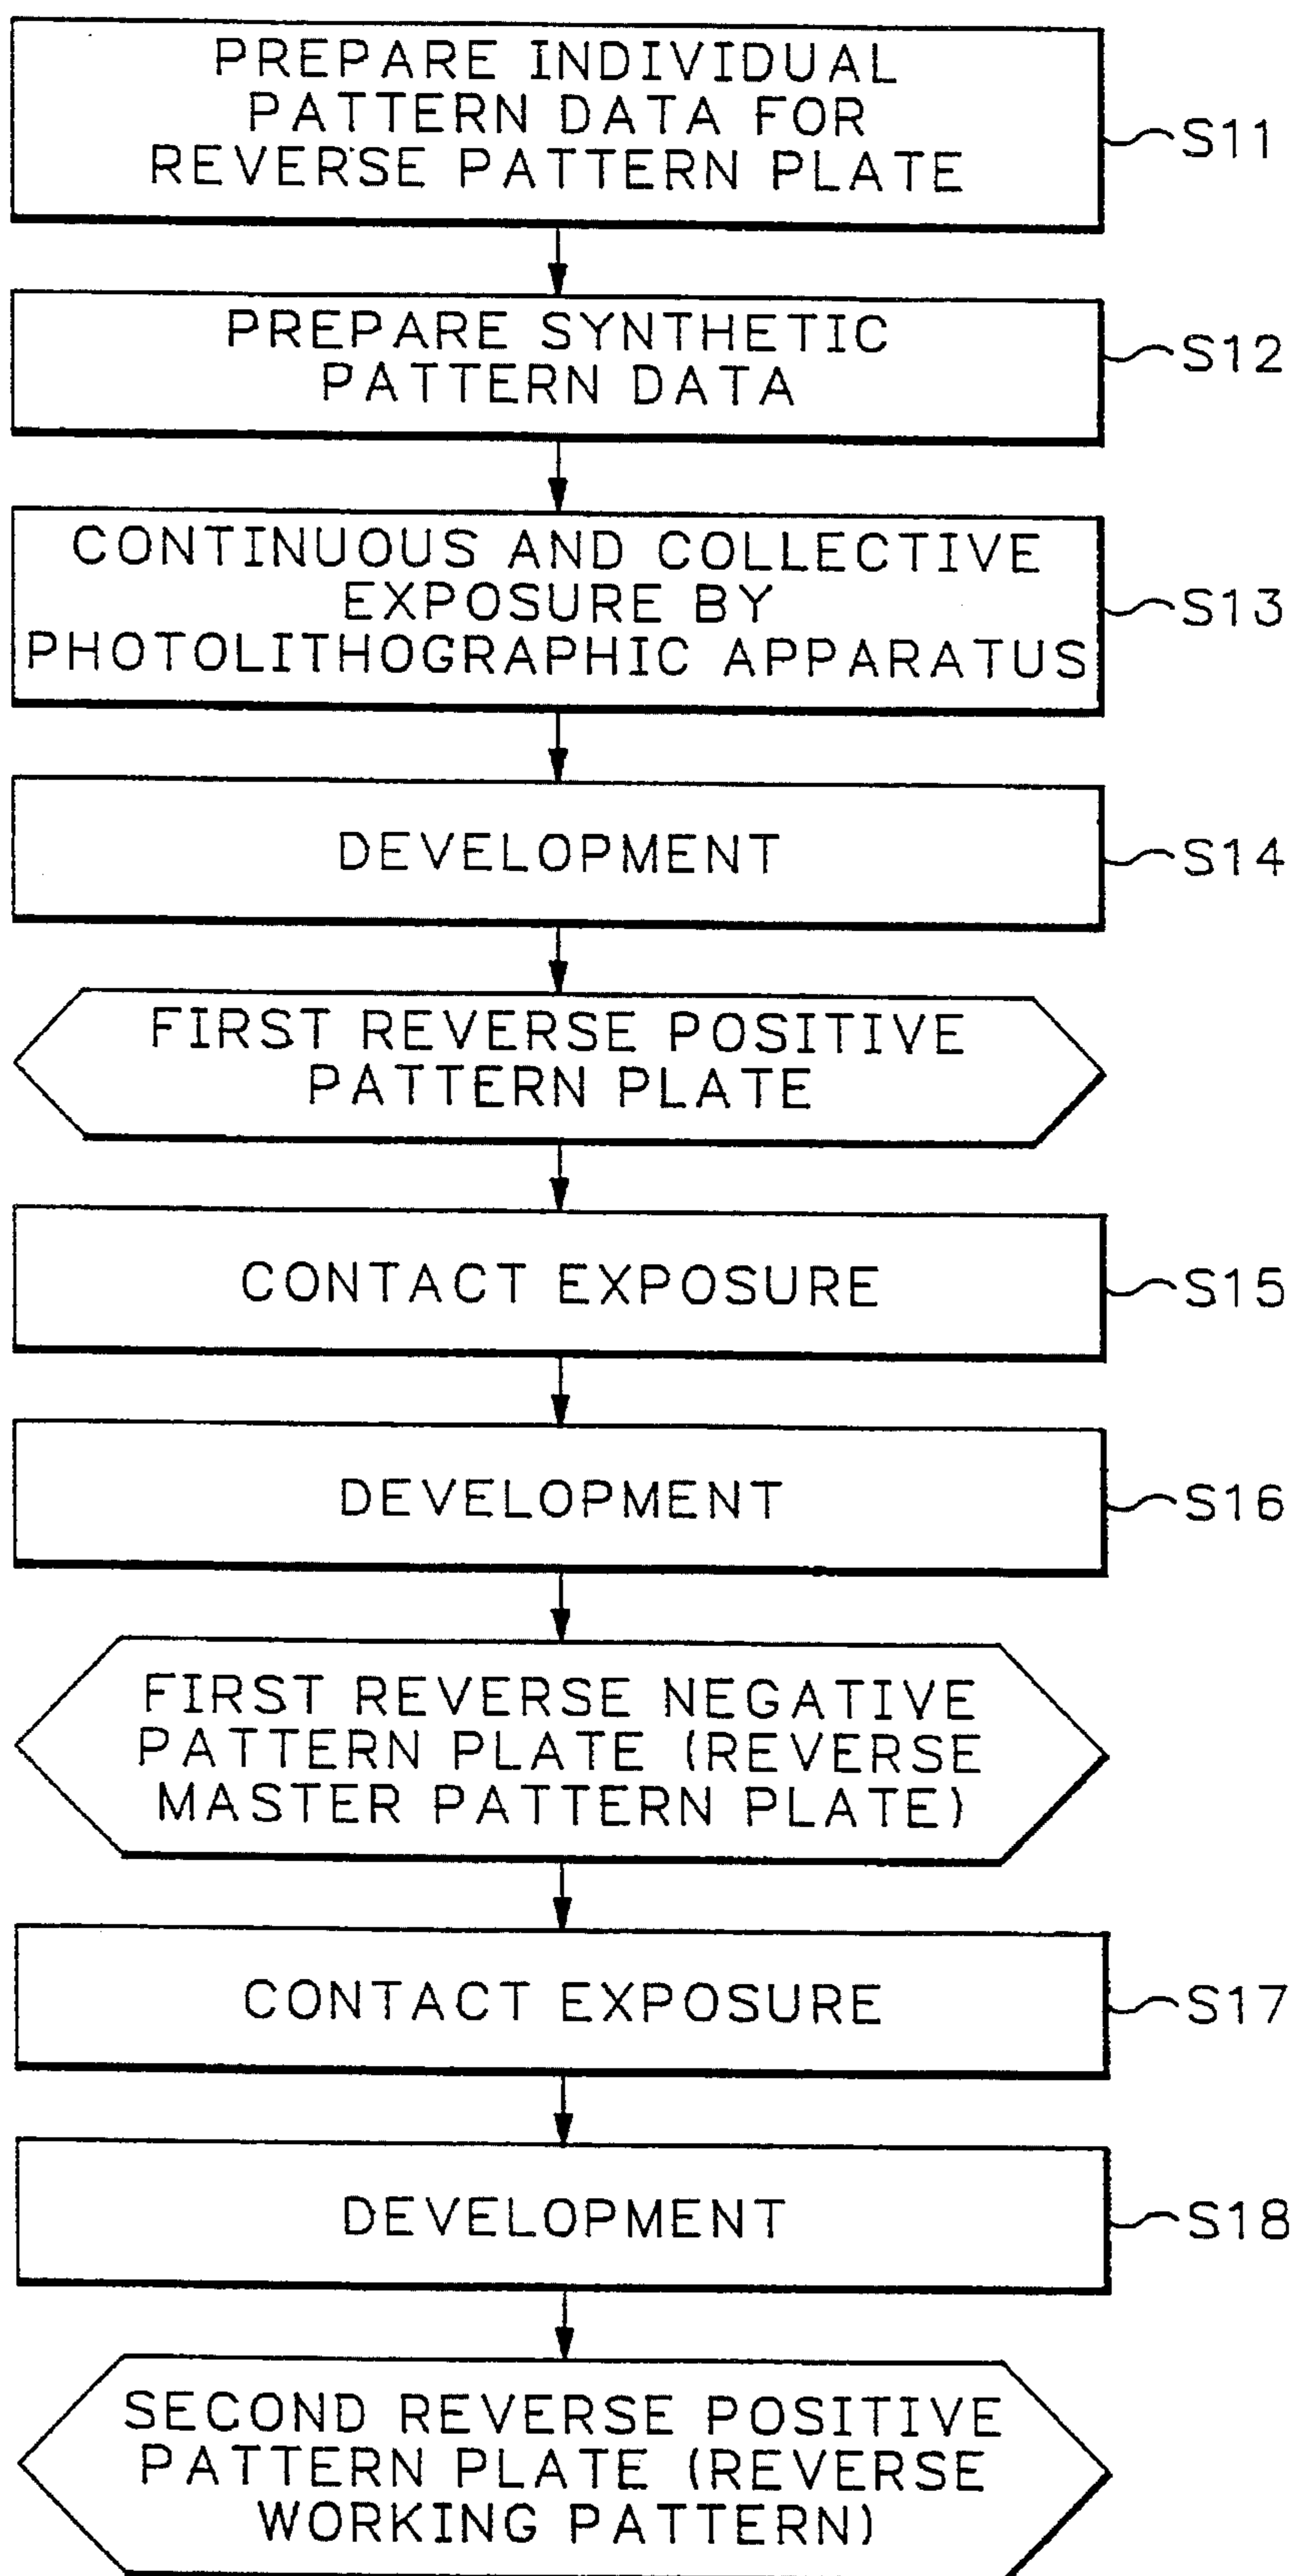 PREPARE INDIVIDUAL
PATTERN DATA FOR
REVERSE PATTERN PLATE
S11
PREPARE SYNTHETIC
PATTERN DATA
S12
CONTINUOUS AND COLLECTIVE
EXPOSURE BY
PHOTOLITHOGRAPHIC APPARATUS
S13
DEVELOPMENT
S14
FIRST REVERSE POSITIVE
PATTERN PLATE
CONTACT EXPOSURE
S15
DEVELOPMENT
S16
FIRST REVERSE NEGATIVE
PATTERN PLATE (REVERSE
MASTER PATTERN PLATE)
CONTACT EXPOSURE
S17
DEVELOPMENT
S18
SECOND REVERSE POSITIVE
PATTERN PLATE (REVERSE
WORKING PATTERN)